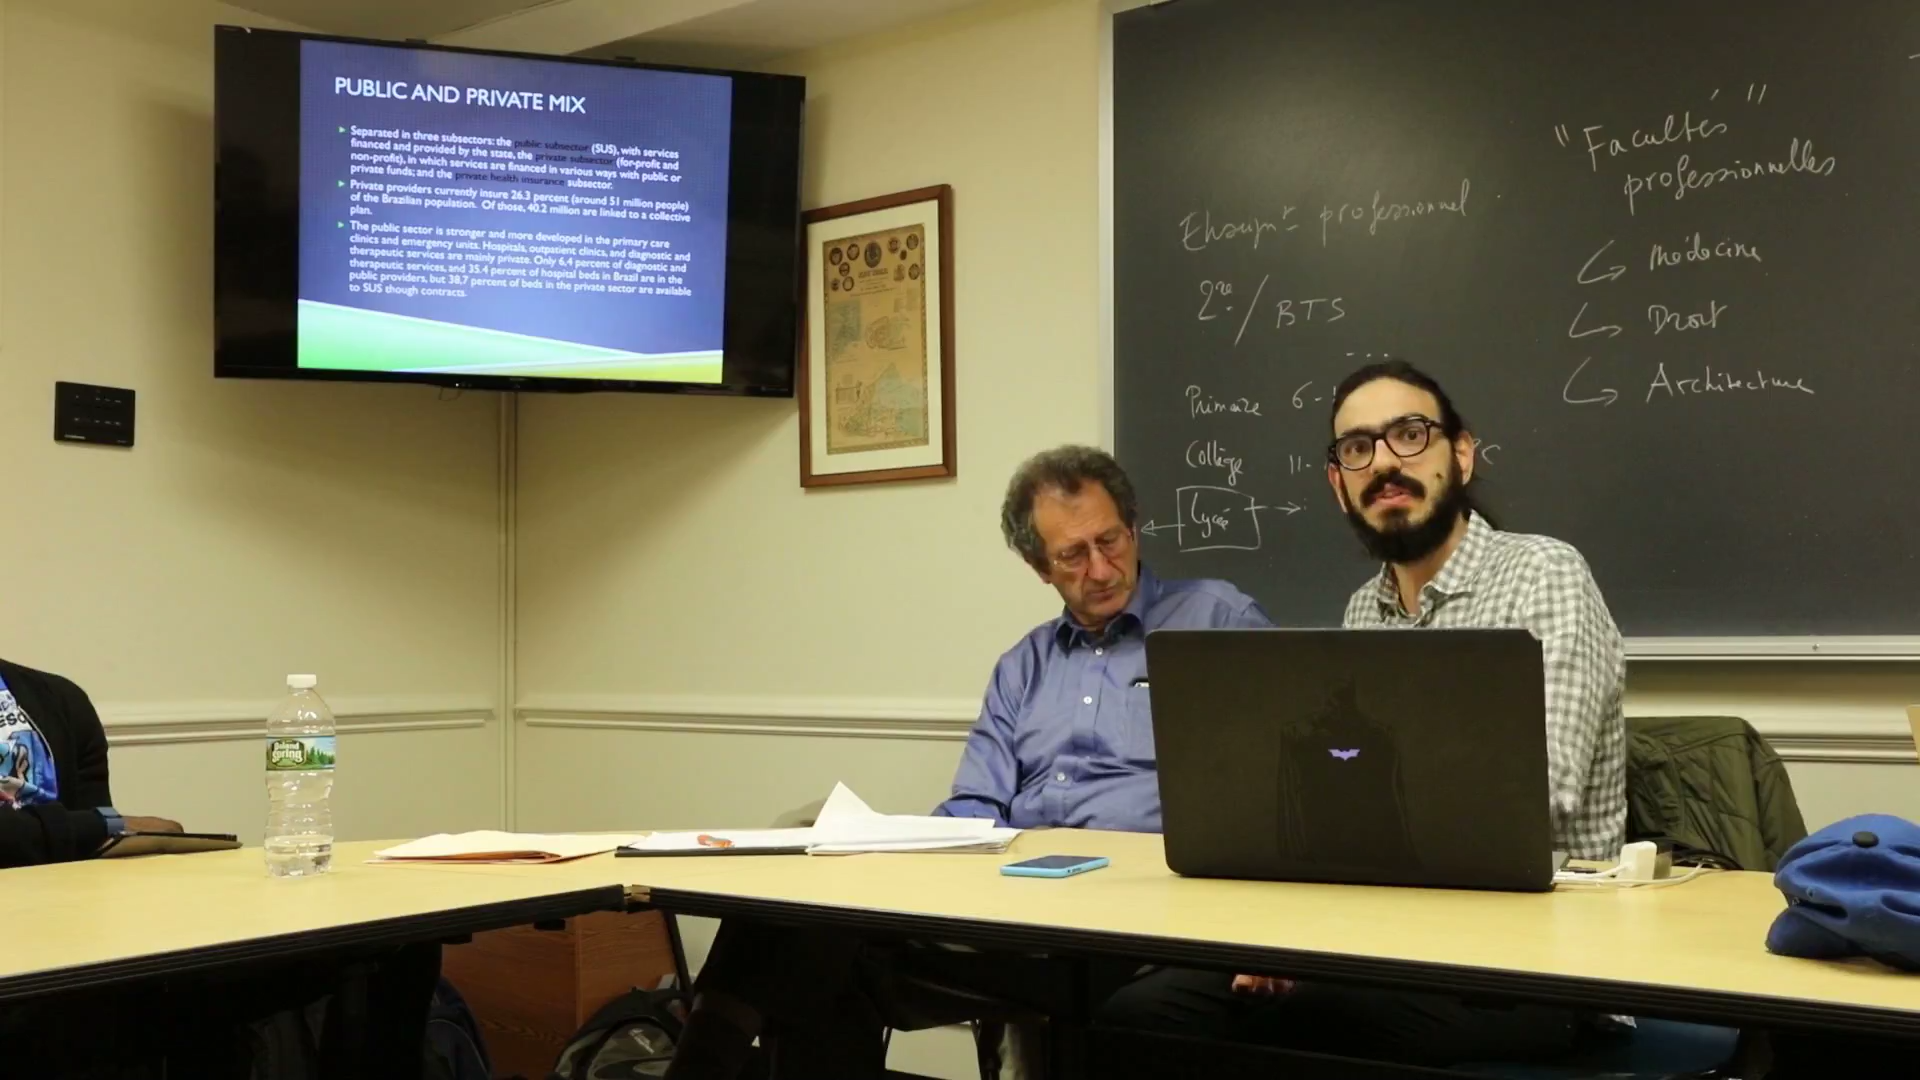 PUBLIC AND PRIVATE MIX
Separated in three subsectors: the public subsector (SUS), with services
financed and provided by the state, the private subsector (for-profit and
non-profit), in which services are financed in various ways with public or
private funds; and the private health insurance subsector.
Private providers currently insure 26.3 percent (around 51 million people)
of the Brazilian population. Of those, 40.2 million are linked to a collective
plan.
The public sector is stronger and more developed in the primary care
clinics and emergency units. Hospitals, outpatient clinics, and diagnostic and
therapeutic services are mainly private. Only 6,4 percent of diagnostic and
therapeutic services, and 35.4 percent of hospital beds in Brazil are in the
public providers, but 38,7 percent of beds in the private sector are available
to SUS though contracts.
professionnel
BTS
...
Primaire 6-
Collège 11-
Lycée
"Facultés"
professionnelles
Médecine
Droit
Architecture
Poland
Spring